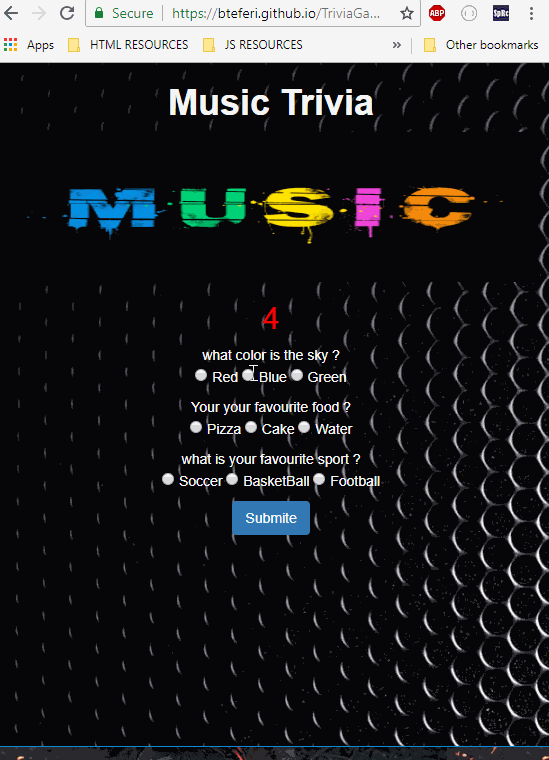 Secure https://bteferi.github.io/TriviaGa... ABP SpRc
Apps HTML RESOURCES JS RESOURCES » Other bookmarks
Music Trivia
MUSIC
4
what color is the sky ?
Red Blue Green
Your your favourite food ?
Pizza Cake Water
what is your favourite sport ?
Soccer BasketBall Football
Submite